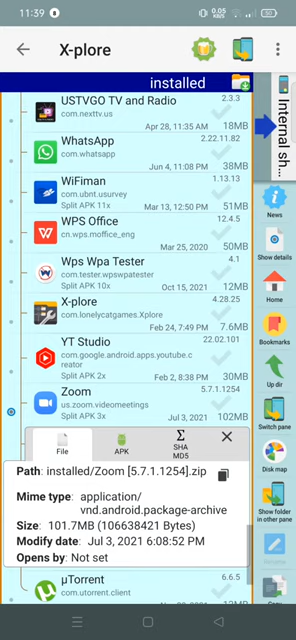 11:39
0.05
KB/S
50
X-plore
installed
Internal sh...
USTVGO TV and Radio
2.3.3
com.nexttv.us
Apr 28, 11:35 AM
18MB
WhatsApp
2.22.11.82
com.whatsapp
Jun 4, 11:08 PM
38MB
WiFiman
1.13.13
com.ubnt.usurvey
Split APK 11x
Mar 13, 12:50 PM
51MB
WPS Office
12.4.5
cn.wps.moffice_eng
Mar 25, 2020
50MB
Wps Wpa Tester
4.1
com.tester.wpswpatester
Split APK 10x
Oct 15, 2021
12MB
X-plore
4.28.25
com.lonelycatgames.Xplore
Feb 24, 7:49 PM
7.6MB
YT Studio
22.02.101
com.google.android.apps.youtube.c
reator
Split APK 2x
Feb 2, 8:38 PM
30MB
Zoom
5.7.1.1254
us.zoom.videomeetings
Split APK 3x
Jul 3, 2021
102MB
File
APK
Σ
SHA
MD5
Path: installed/Zoom [5.7.1.1254].zip
Mime type: application/
vnd.android.package-archive
Size: 101.7MB (106638421 Bytes)
Modify date: Jul 3, 2021 6:08:52 PM
Opens by: Not set
µTorrent
6.6.5
com.utorrent.client
News
Show details
Home
Bookmarks
Up dir
Switch pane
Disk map
Show folder
in other pane
Rename
Copy